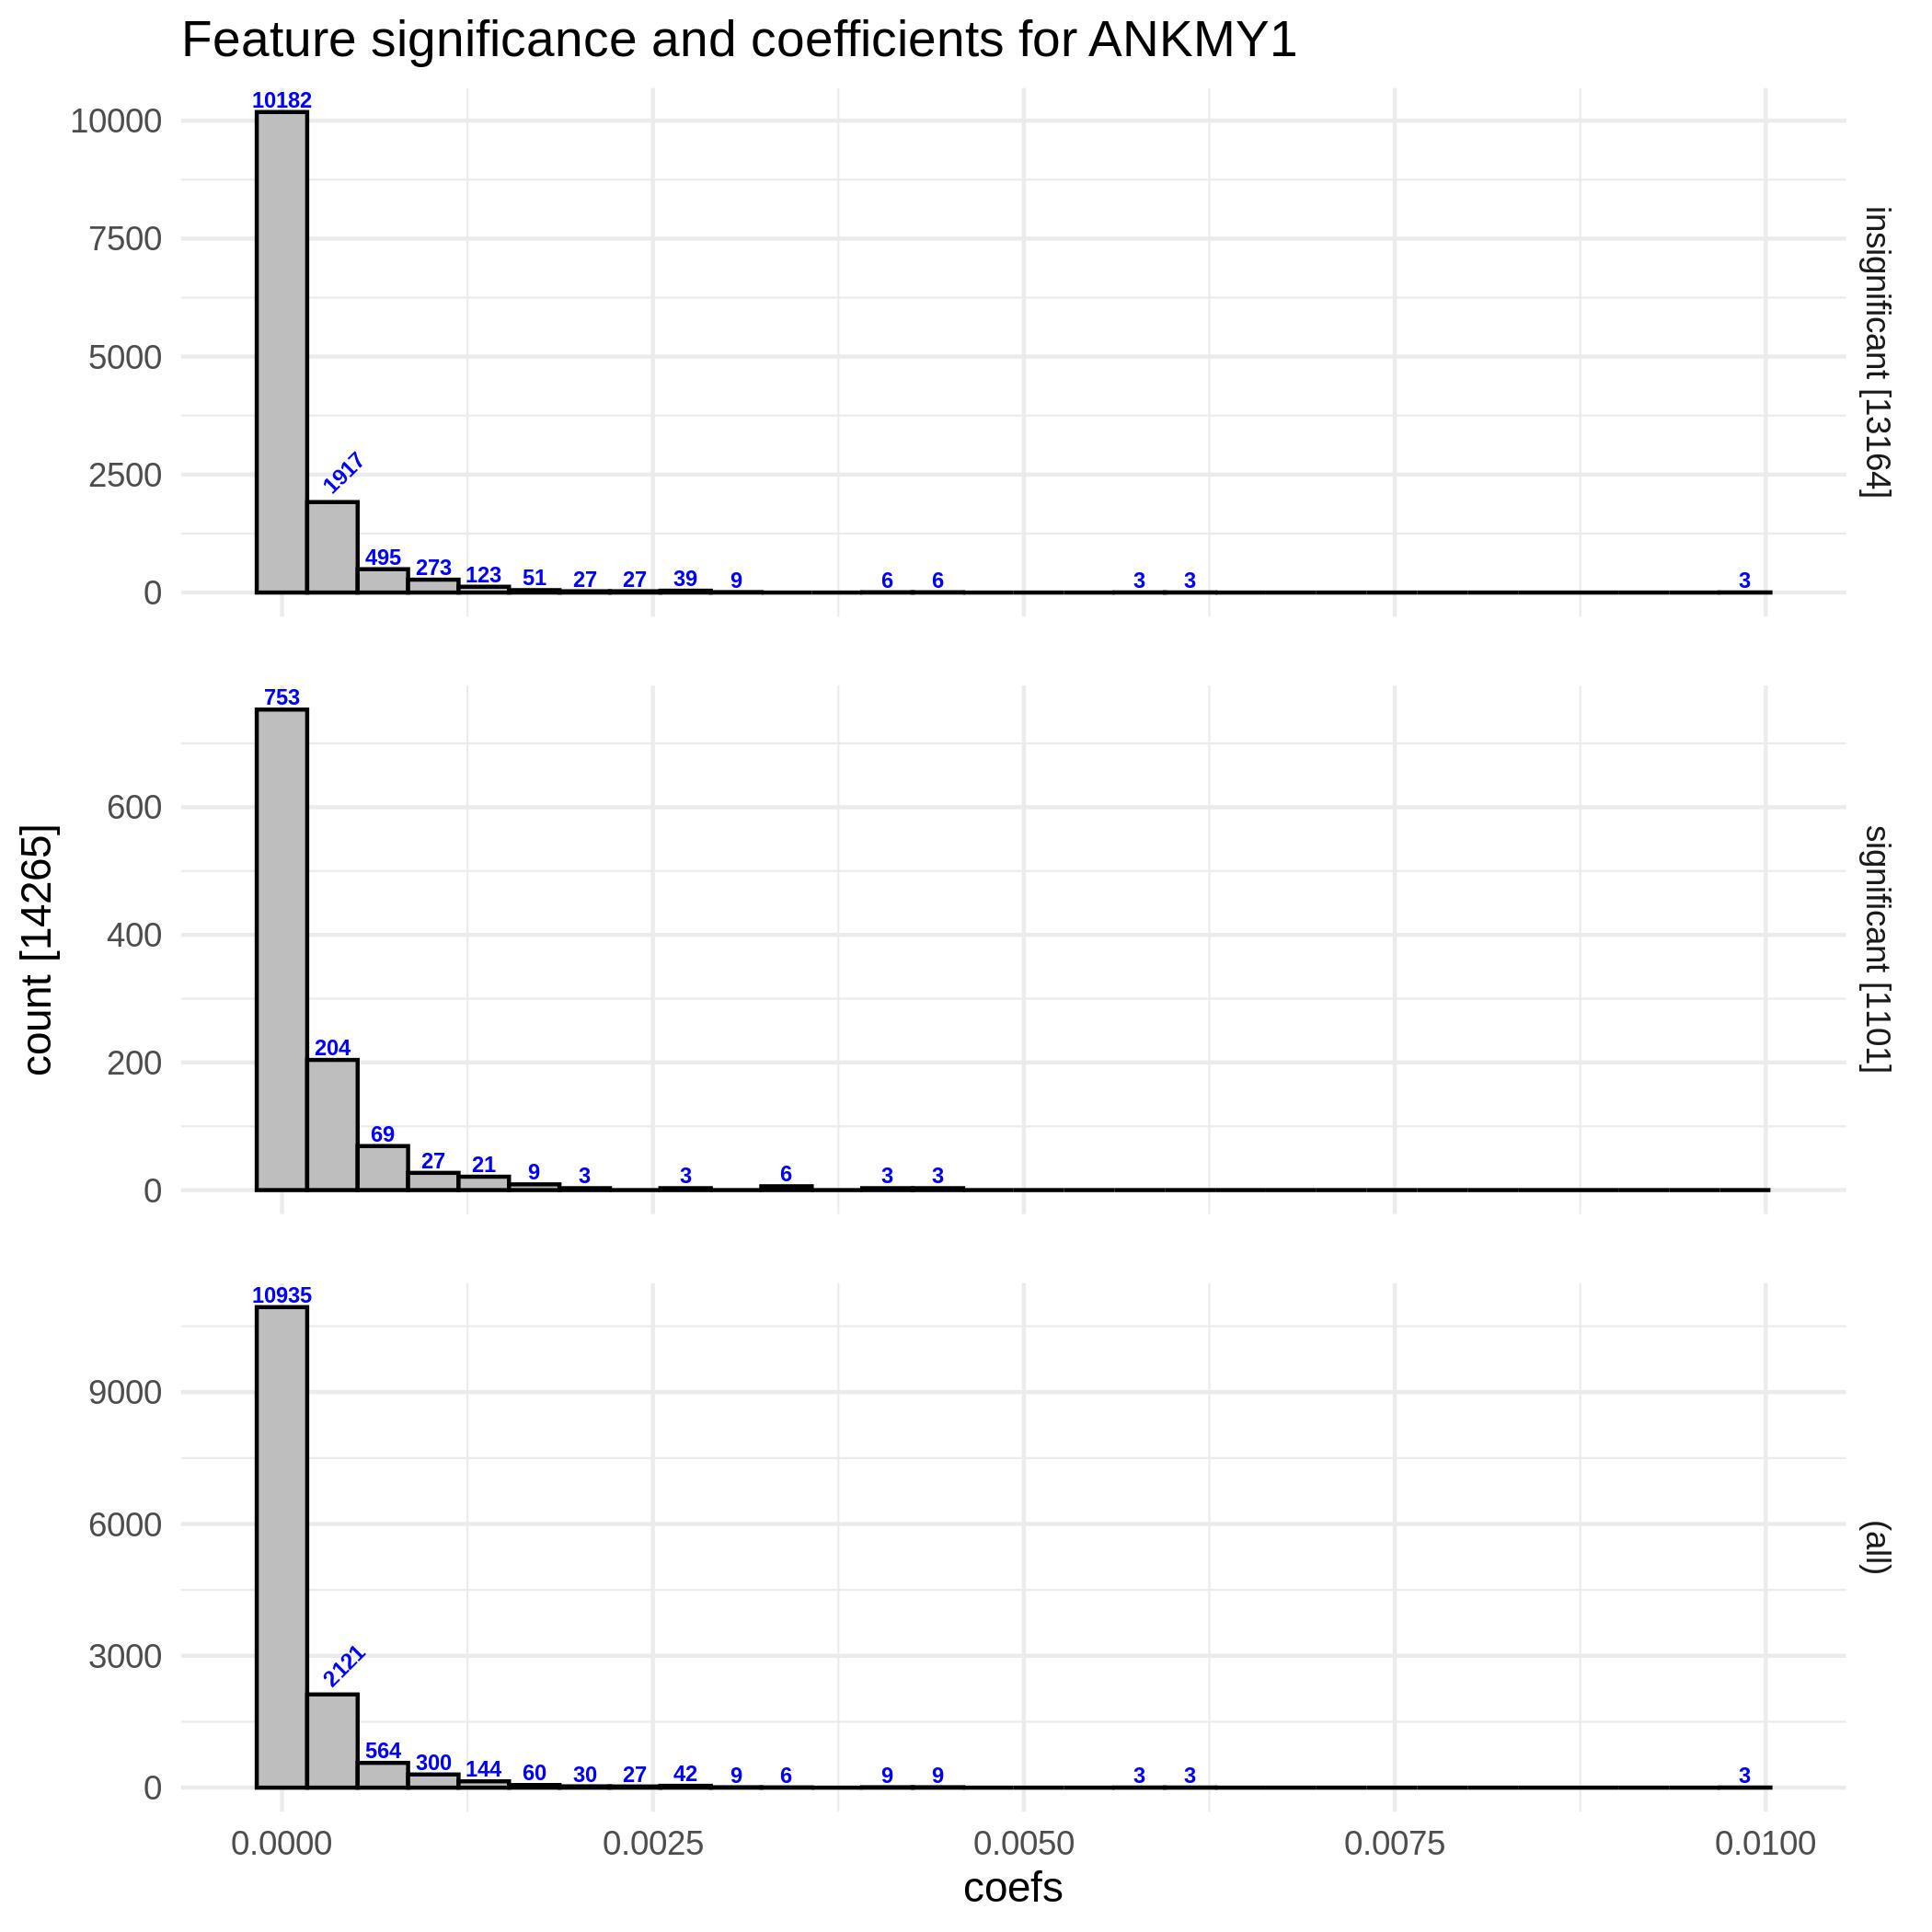 Feature significance and coefficients for ANKMY1
10182
10000
7500
5000
2500
0
1917
495 273 123 51 27 27 39 9 6 6 3 3 3
insignificant [13164]
753
600
400
200
0
204
69 27 21 9 3 3 6 3 3
significant [1101]
count [14265]
10935
9000
6000
3000
0
2121
564 300 144 60 30 27 42 9 6 9 9 3 3 3
(all)
0.0000 0.0025 0.0050 0.0075 0.0100
coefs